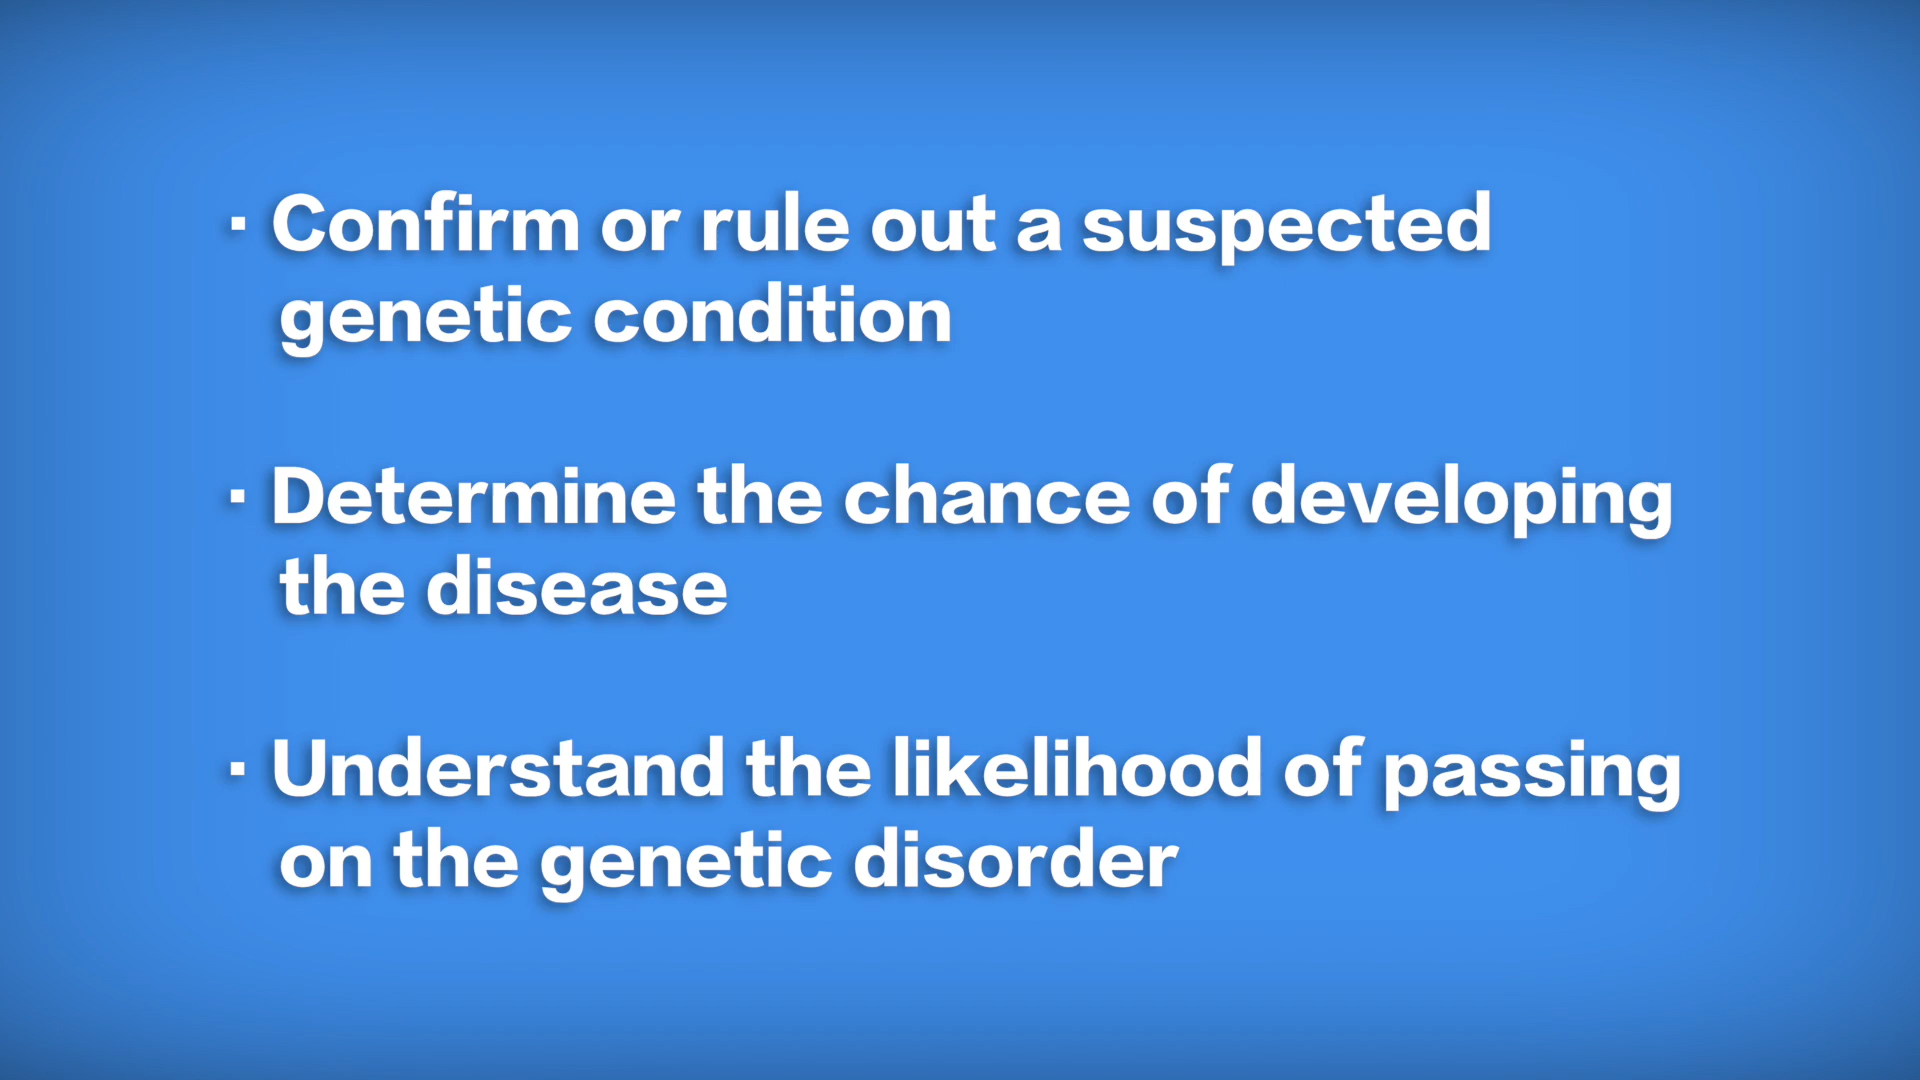 · Confirm or rule out a suspected
genetic condition
· Determine the chance of developing
the disease
· Understand the likelihood of passing
on the genetic disorder